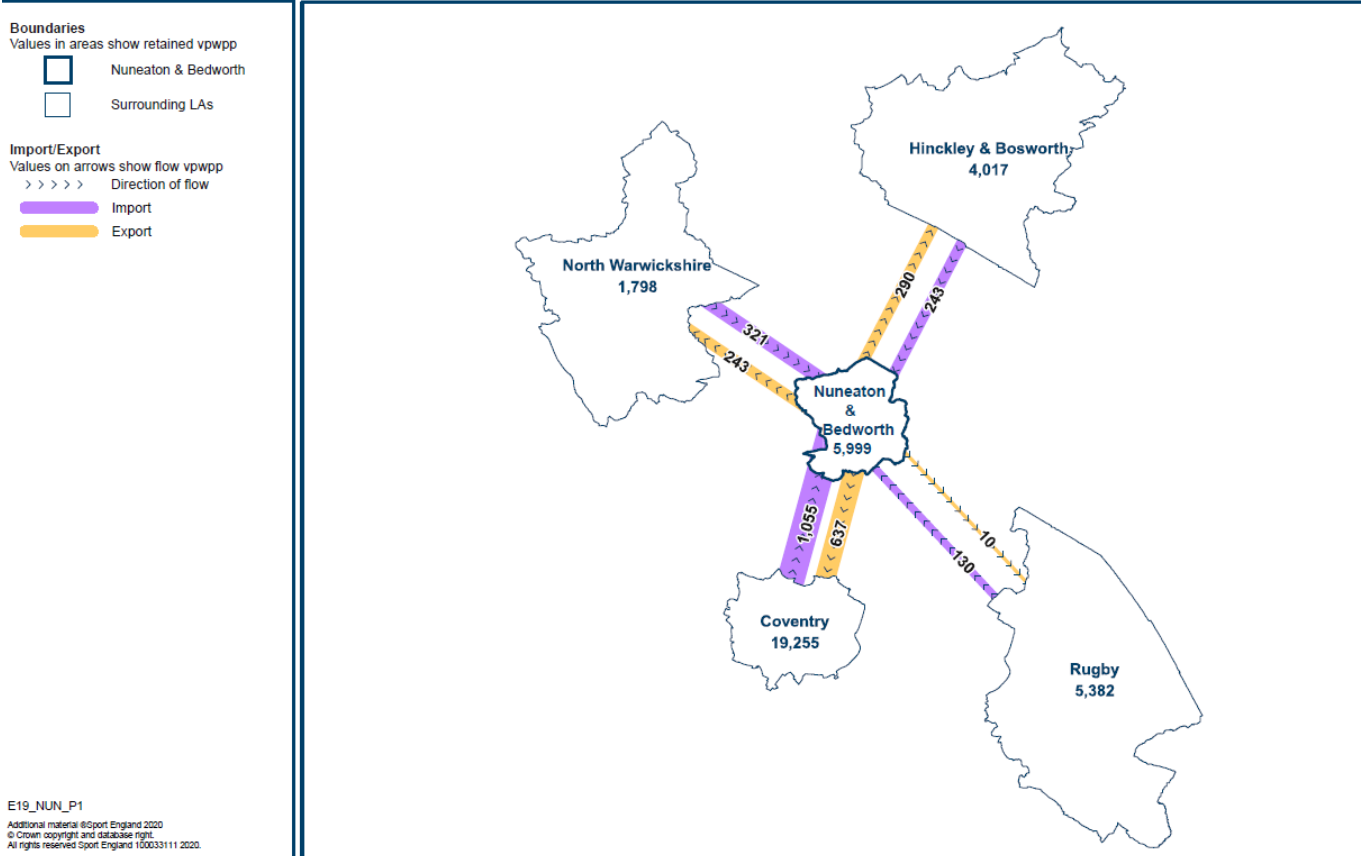 Boundaries
Values in areas show retained vpwpp
Nuneaton & Bedworth
Surrounding LAs
Import/Export
Values on arrows show flow vpwpp
Direction of flow
Import
Export
E19_NUN_P1
Additional material ©Sport England 2020
© Crown copyright and database right.
All rights reserved Sport England 100033111 2020.
Hinckley & Bosworth
4,017
North Warwickshire
1,798
290
243
321
243
Nuneaton
&
Bedworth
5,999
1,055
637
10
130
Coventry
19,255
Rugby
5,382